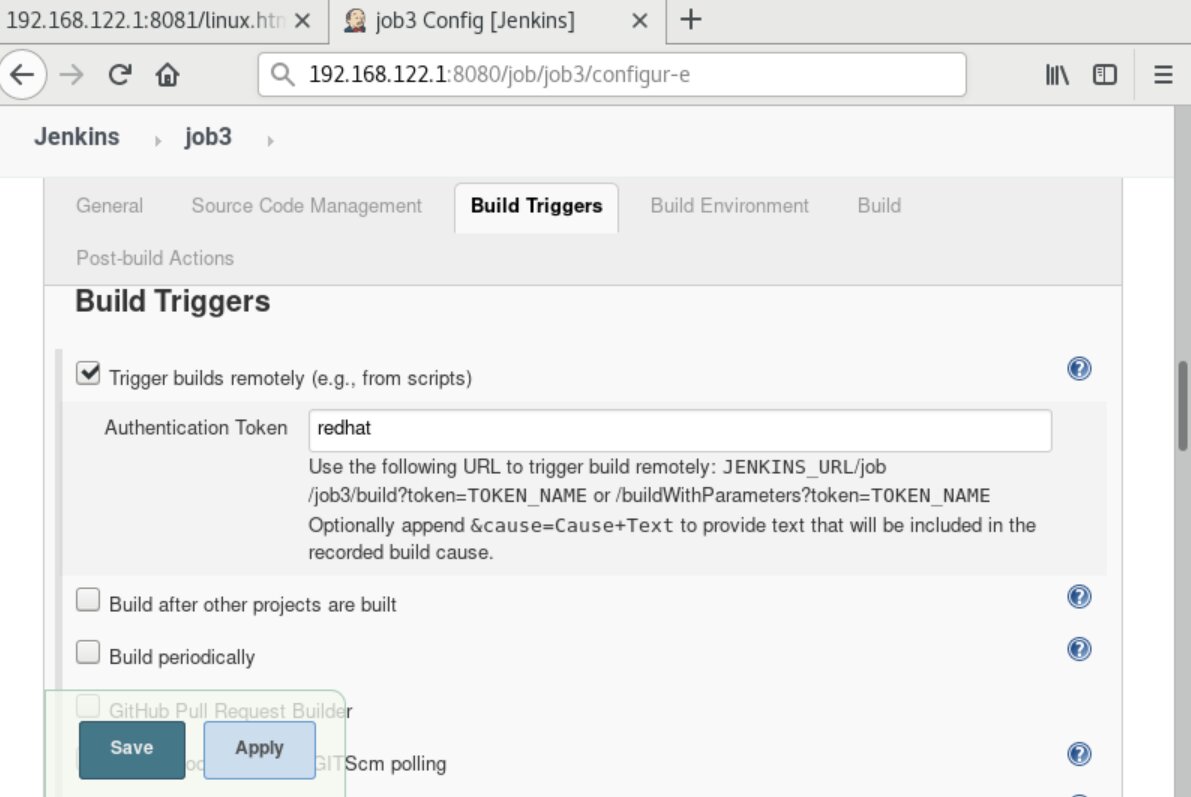 192.168.122.1:8081/linux.htm
job3 Config [Jenkins]
192.168.122.1:8080/job/job3/configur-e
Jenkins
job3
General
Source Code Management
Build Triggers
Build Environment
Build
Post-build Actions
Build Triggers
Trigger builds remotely (e.g., from scripts)
Authentication Token
redhat
Use the following URL to trigger build remotely: JENKINS_URL/job
/job3/build?token=TOKEN_NAME or /buildWithParameters?token=TOKEN_NAME
Optionally append &cause=Cause+Text to provide text that will be included in the
recorded build cause.
Build after other projects are built
Build periodically
GitHub Pull Request Builder
Save
Apply
GITScm polling